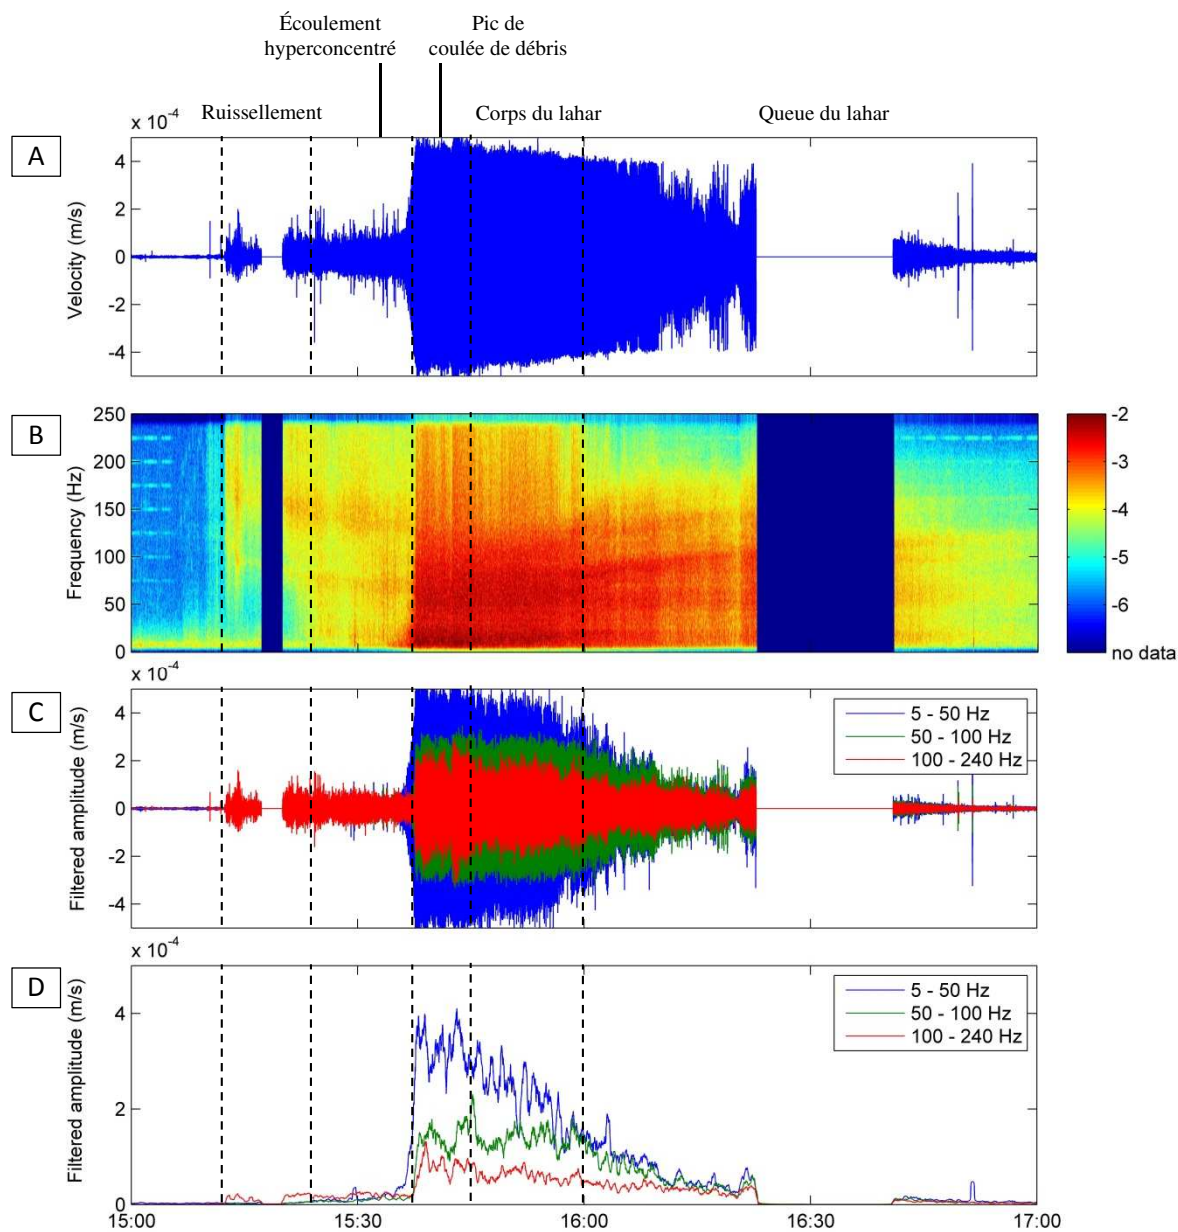 Écoulement
hyperconcentré
Pic de
coulée de débris
Ruissellement
Corps du lahar
Queue du lahar
A
x 10-4
4
2
0
-2
-4
Velocity (m/s)
B
250
200
150
100
50
0
Frequency (Hz)
-2
-3
-4
-5
-6
no data
C
x 10-4
4
2
0
-2
-4
Filtered amplitude (m/s)
5 - 50 Hz
50 - 100 Hz
100 - 240 Hz
D
x 10-4
4
2
0
Filtered amplitude (m/s)
5 - 50 Hz
50 - 100 Hz
100 - 240 Hz
15:00
15:30
16:00
16:30
17:00